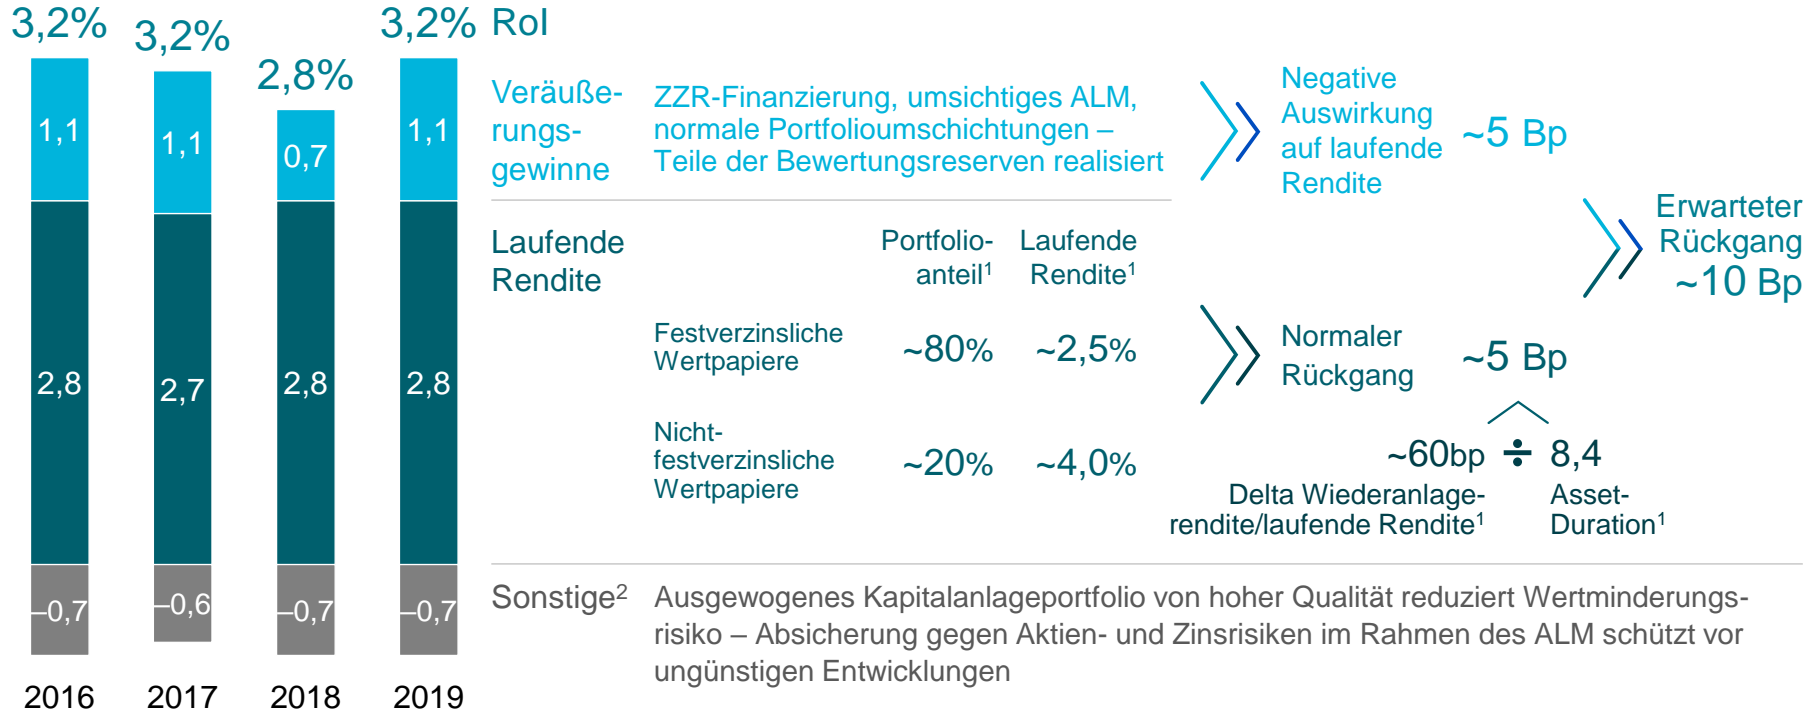 3,2%
3,2%
2,8%
3,2%
RoI
1,1
1,1
0,7
1,1
2,8
2,7
2,8
2,8
–0,7
–0,6
–0,7
–0,7
2016
2017
2018
2019
Veräuße-
rungs-
gewinne
ZZR-Finanzierung, umsichtiges ALM,
normale Portfolioumschichtungen –
Teile der Bewertungsreserven realisiert
Negative
Auswirkung
auf laufende
Rendite
~5 Bp
Laufende
Rendite
Portfolio-
anteil¹
Laufende
Rendite¹
Festverzinsliche
Wertpapiere
~80%
~2,5%
Nicht-
festverzinsliche
Wertpapiere
~20%
~4,0%
Normaler
Rückgang
~5 Bp
~60bp ÷ 8,4
Delta Wiederanlage-
rendite/laufende Rendite¹
Asset-
Duration¹
Erwarteter
Rückgang
~10 Bp
Sonstige²
Ausgewogenes Kapitalanlageportfolio von hoher Qualität reduziert Wertminderungs-
risiko – Absicherung gegen Aktien- und Zinsrisiken im Rahmen des ALM schützt vor
ungünstigen Entwicklungen